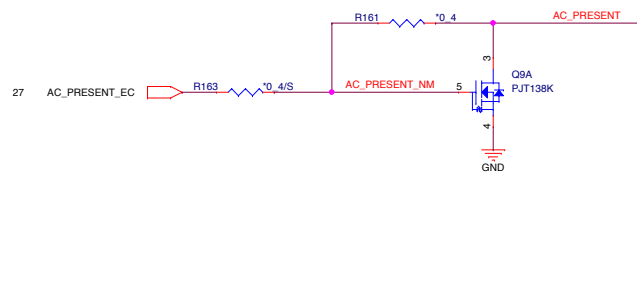 R161 *0_4 AC_PRESENT
3
Q9A
R163 *0_4/S AC_PRESENT_NM 5 PJT138K
27 AC_PRESENT_EC
4
GND